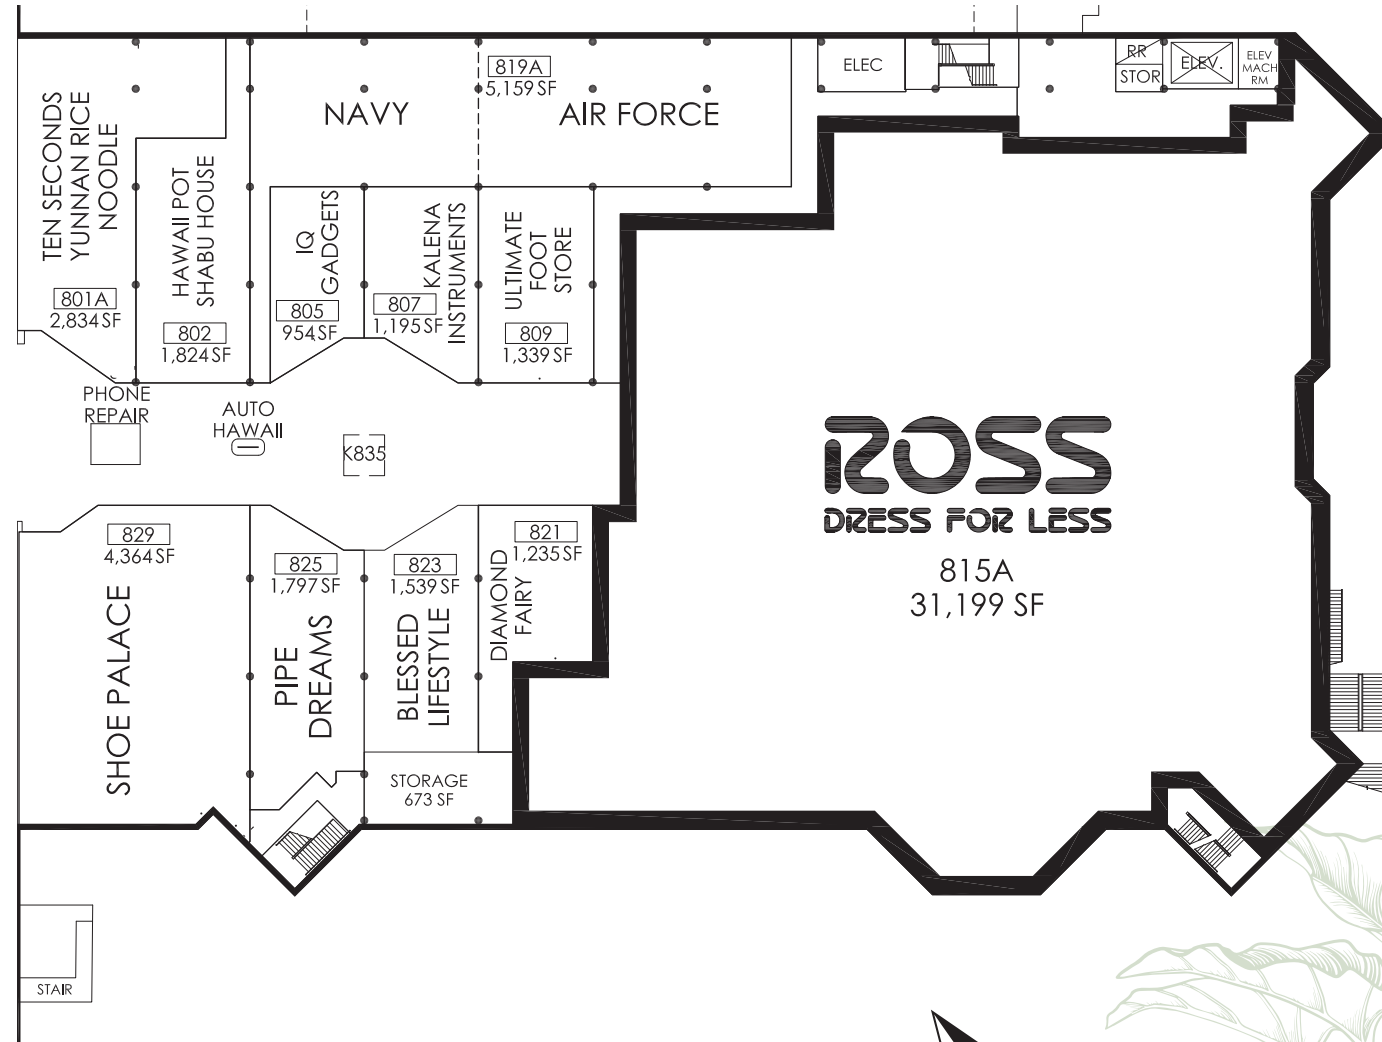 TEN SECONDS
YUNNAN RICE
NOODLE
801A
2,834 SF
HAWAII POT
SHABU HOUSE
802
1,824 SF
NAVY
819A
5,159 SF
AIR FORCE
IQ
GADGETS
805
954 SF
KALENA
INSTRUMENTS
807
1,195 SF
ULTIMATE
FOOT
STORE
809
1,339 SF
ELEC
RR
STOR
ELEV.
ELEV
MACH
RM
PHONE
REPAIR
AUTO
HAWAII
K835
ROSS
DRESS FOR LESS
815A
31,199 SF
829
4,364 SF
SHOE PALACE
825
1,797 SF
PIPE
DREAMS
823
1,539 SF
BLESSED
LIFESTYLE
821
1,235 SF
DIAMOND
FAIRY
STORAGE
673 SF
STAIR